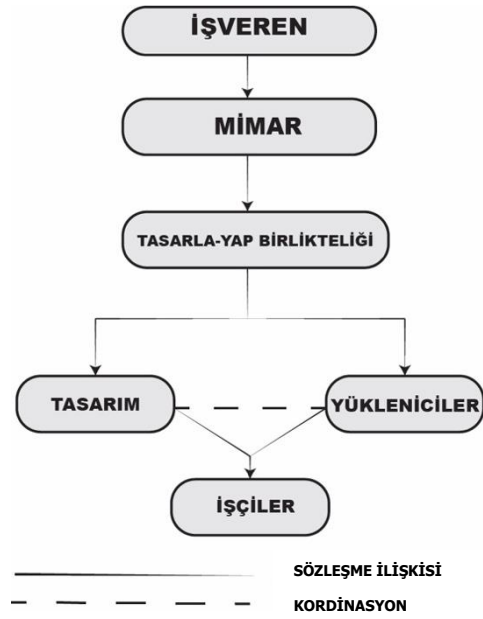 İŞVEREN
MİMAR
TASARLA-YAP BİRLİKTELİĞİ
TASARIM
YÜKLENİCİLER
İŞÇİLER
SÖZLEŞME İLİŞKİSİ
KORDİNASYON